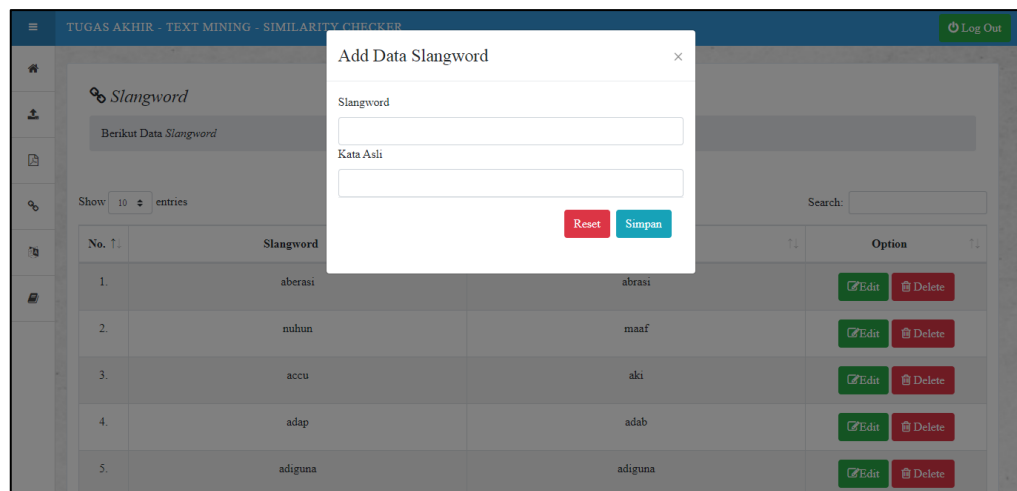 TUGAS AKHIR - TEXT MINING - SIMILARITY CHECKER
Log Out
Add Data Slangword
×
Slangword
Kata Asli
Reset Simpan
Slangword
Berikut Data Slangword
Show 10 entries
Search:
No. Slangword Option
1. aberasi abrasi Edit Delete
2. nuhun maaf Edit Delete
3. accu aki Edit Delete
4. adap adab Edit Delete
5. adiguna adiguna Edit Delete